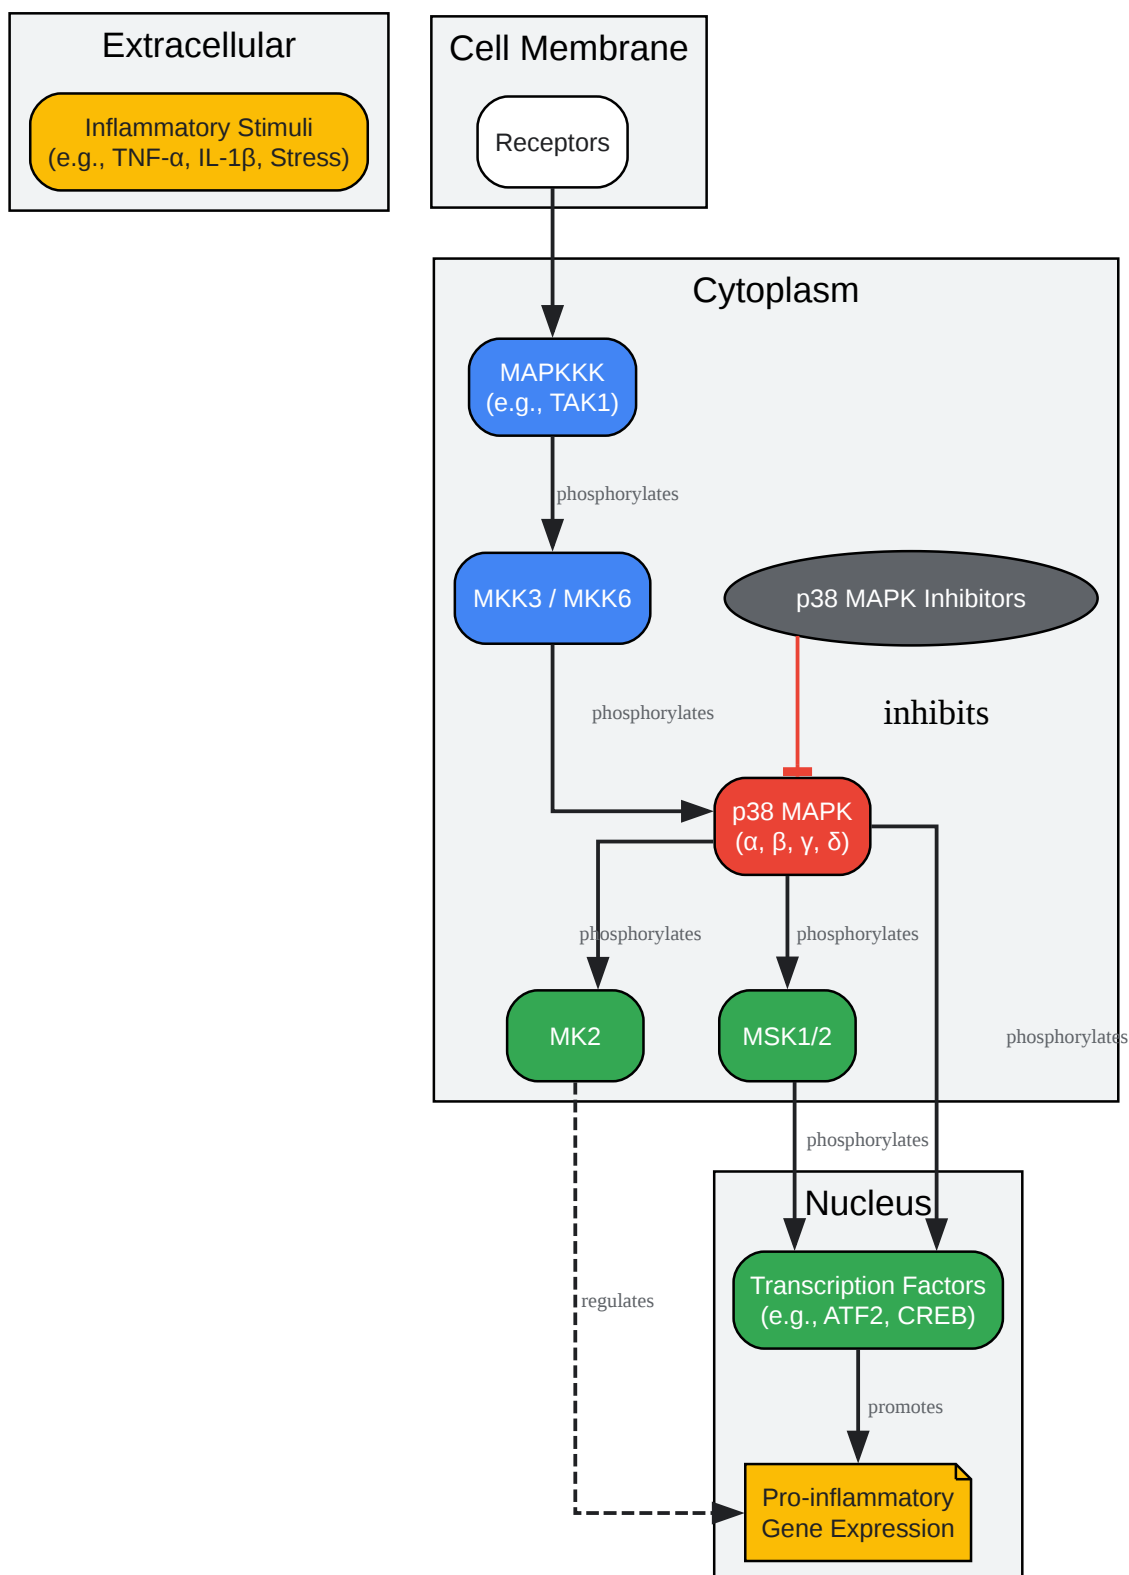 Extracellular
Inflammatory Stimuli
(e.g., TNF-α, IL-1β, Stress)
Cell Membrane
Receptors
Cytoplasm
MAPKKK
(e.g., TAK1)
phosphorylates
MKK3 / MKK6
p38 MAPK Inhibitors
phosphorylates
inhibits
p38 MAPK
(α, β, γ, δ)
phosphorylates
phosphorylates
MK2
MSK1/2
phosphorylates
phosphorylates
Nucleus
Transcription Factors
(e.g., ATF2, CREB)
regulates
promotes
Pro-inflammatory
Gene Expression